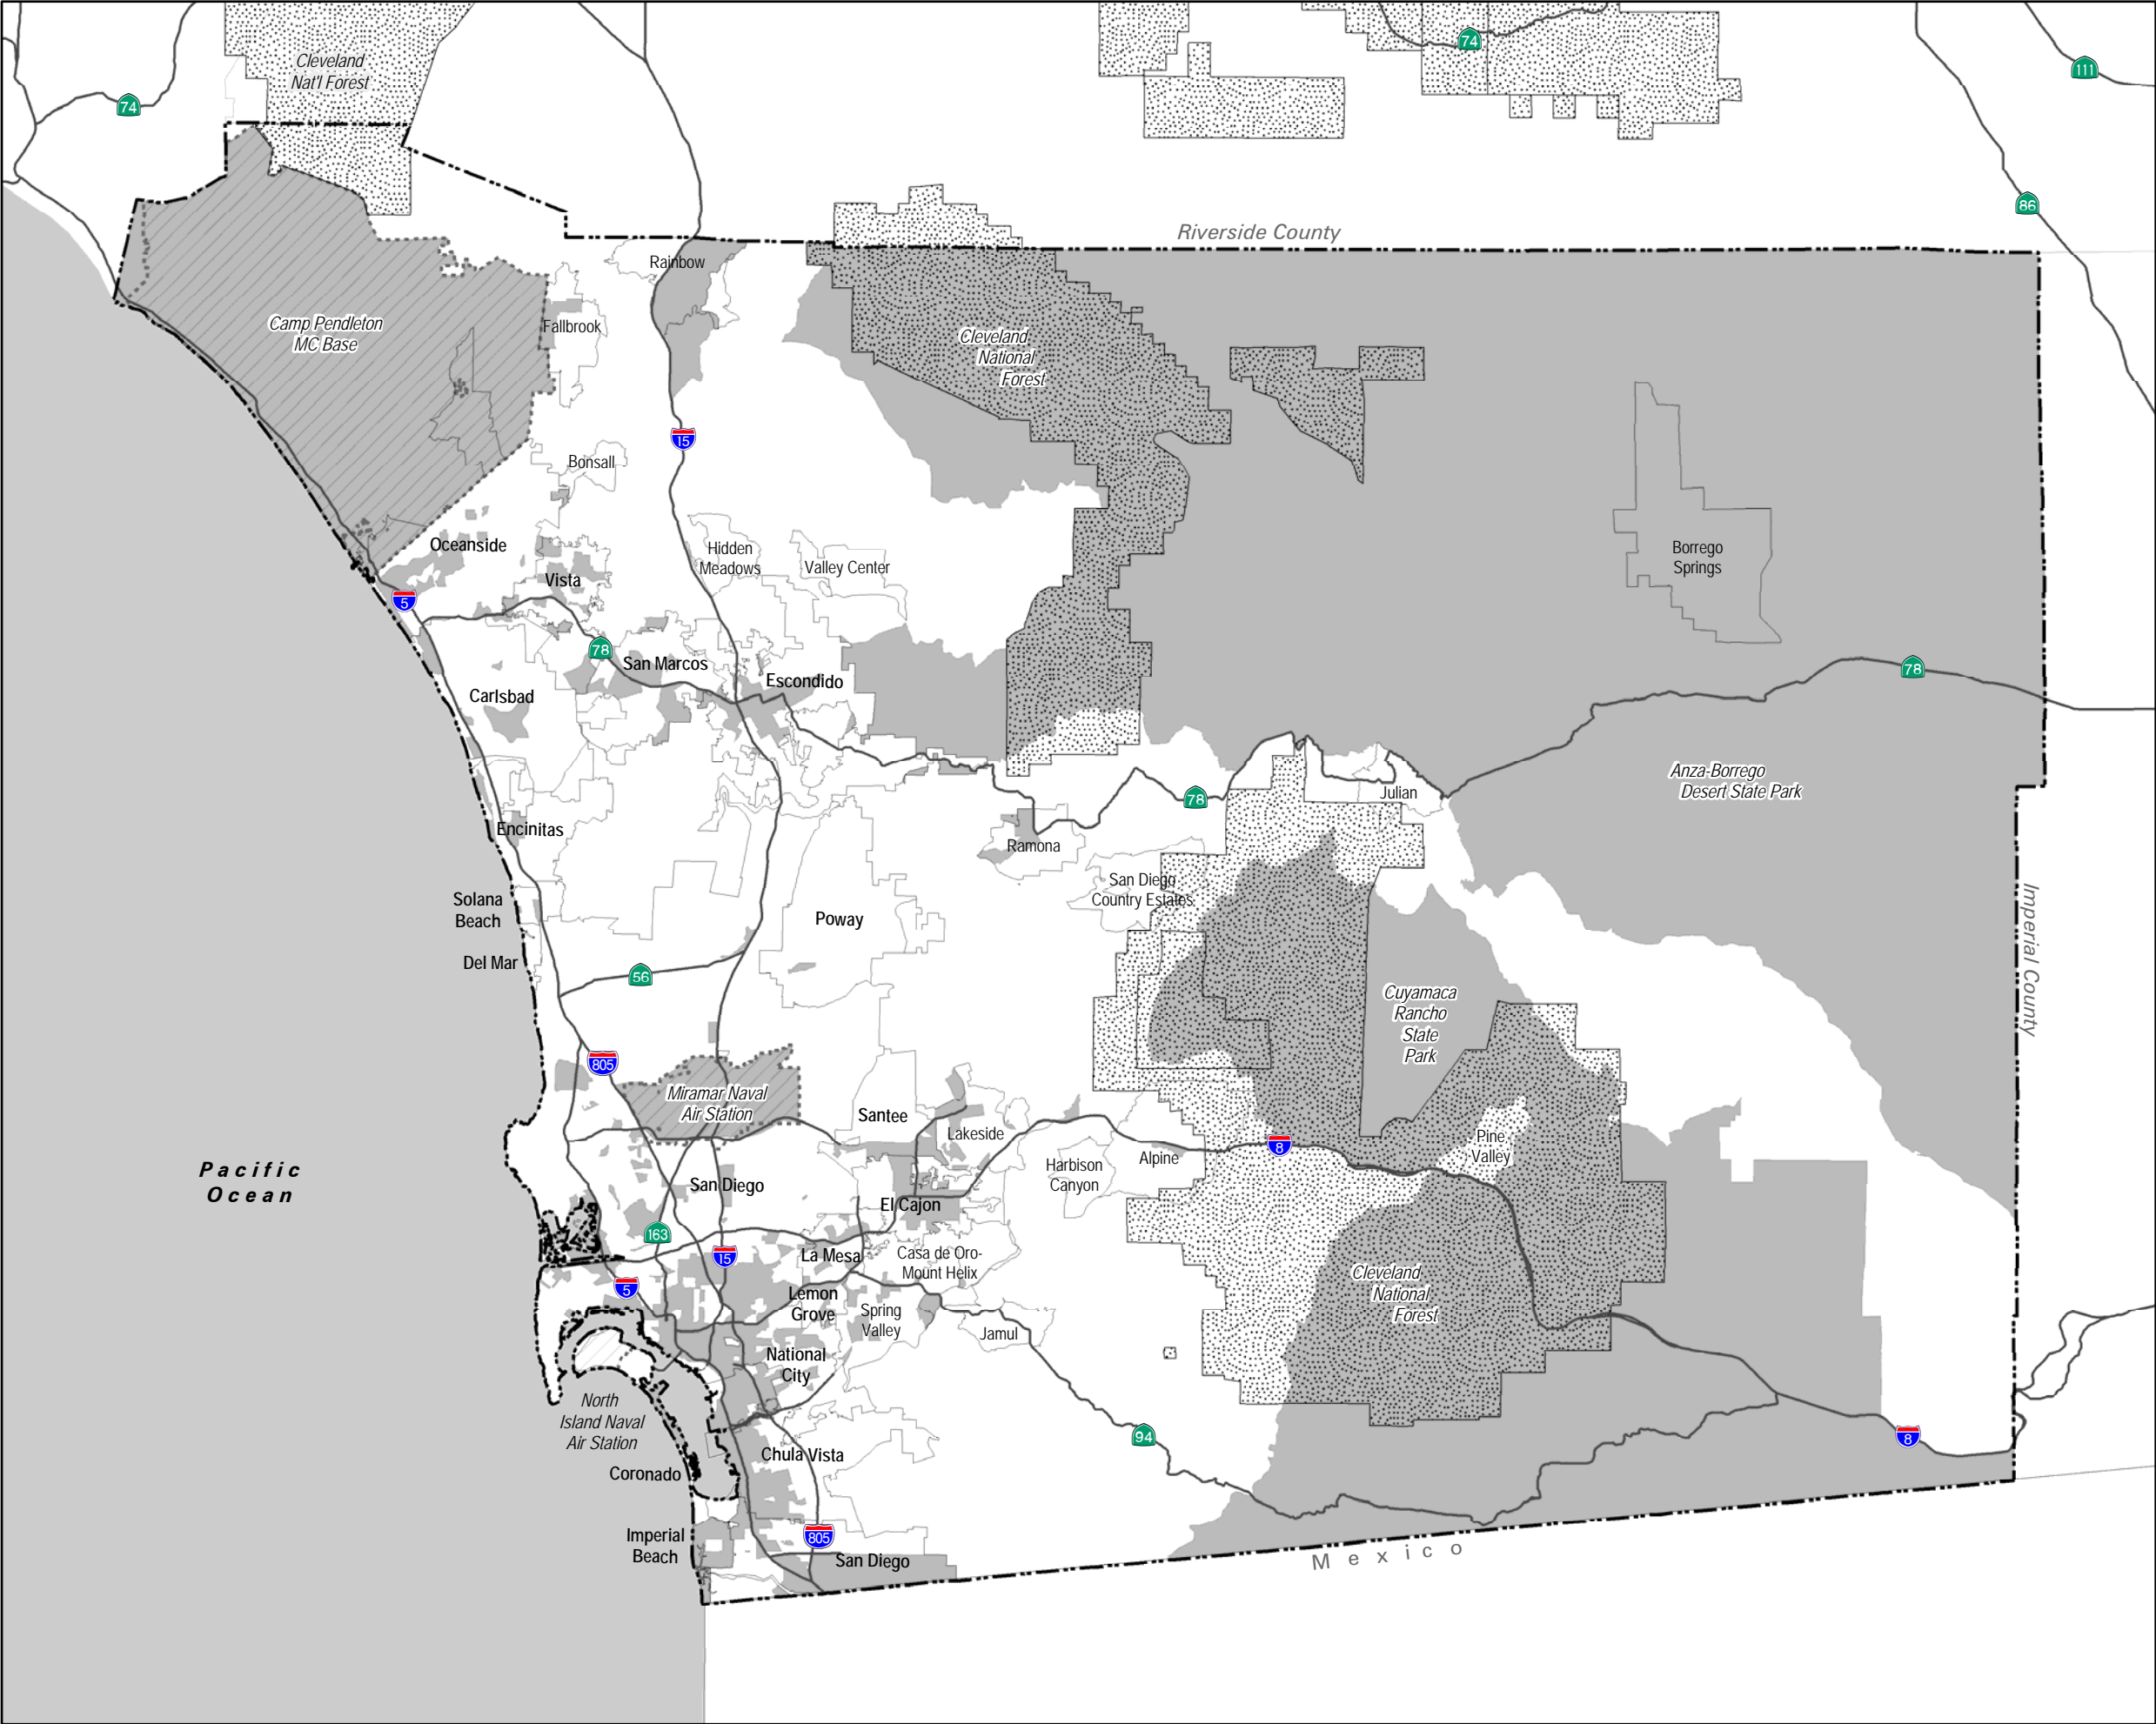 74
111
Cleveland
Nat'l Forest
74
86
Riverside County
Rainbow
Camp Pendleton
MC Base
Fallbrook
Cleveland
National
Forest
15
Bonsall
Oceanside
Hidden
Meadows
Valley Center
Borrego
Springs
Vista
5
78
San Marcos
Escondido
78
Carlsbad
Anza-Borrego
Desert State Park
78
Julian
Encinitas
Ramona
San Diego
Country Estates
Solana
Beach
Poway
Imperial County
Del Mar
56
Cuyamaca
Rancho
State
Park
805
Miramar Naval
Air Station
Santee
Lakeside
Pine
Valley
8
Alpine
Harbison
Canyon
Pacific
Ocean
San Diego
El Cajon
163
15
La Mesa
Casa de Oro-
Mount Helix
5
Cleveland
National
Forest
Lemon
Grove
Spring
Valley
Jamul
National
City
North
Island Naval
Air Station
94
8
Chula Vista
Coronado
805
Imperial
Beach
San Diego
Mexico